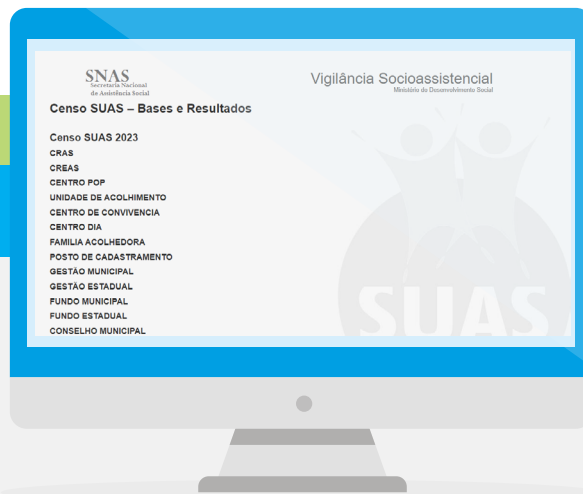 SNAS
Secretaria Nacional
de Assistência Social
Vigilância Socioassistencial
Ministério do Desenvolvimento Social
Censo SUAS – Bases e Resultados
Censo SUAS 2023
CRAS
CREAS
CENTRO POP
UNIDADE DE ACOLHIMENTO
CENTRO DE CONVIVENCIA
CENTRO DIA
FAMILIA ACOLHEDORA
POSTO DE CADASTRAMENTO
GESTÃO MUNICIPAL
GESTÃO ESTADUAL
FUNDO MUNICIPAL
FUNDO ESTADUAL
CONSELHO MUNICIPAL
SUAS